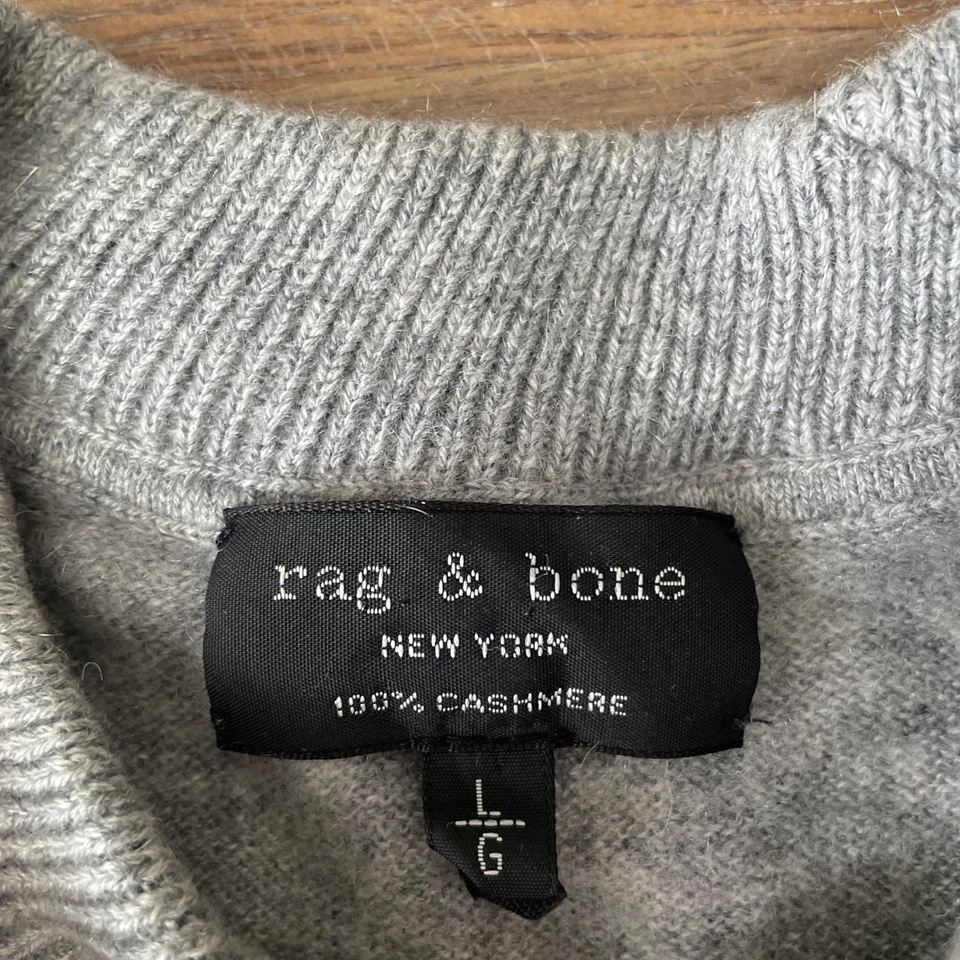 rag & bone
NEW YORK
100% CASHMERE
L
G